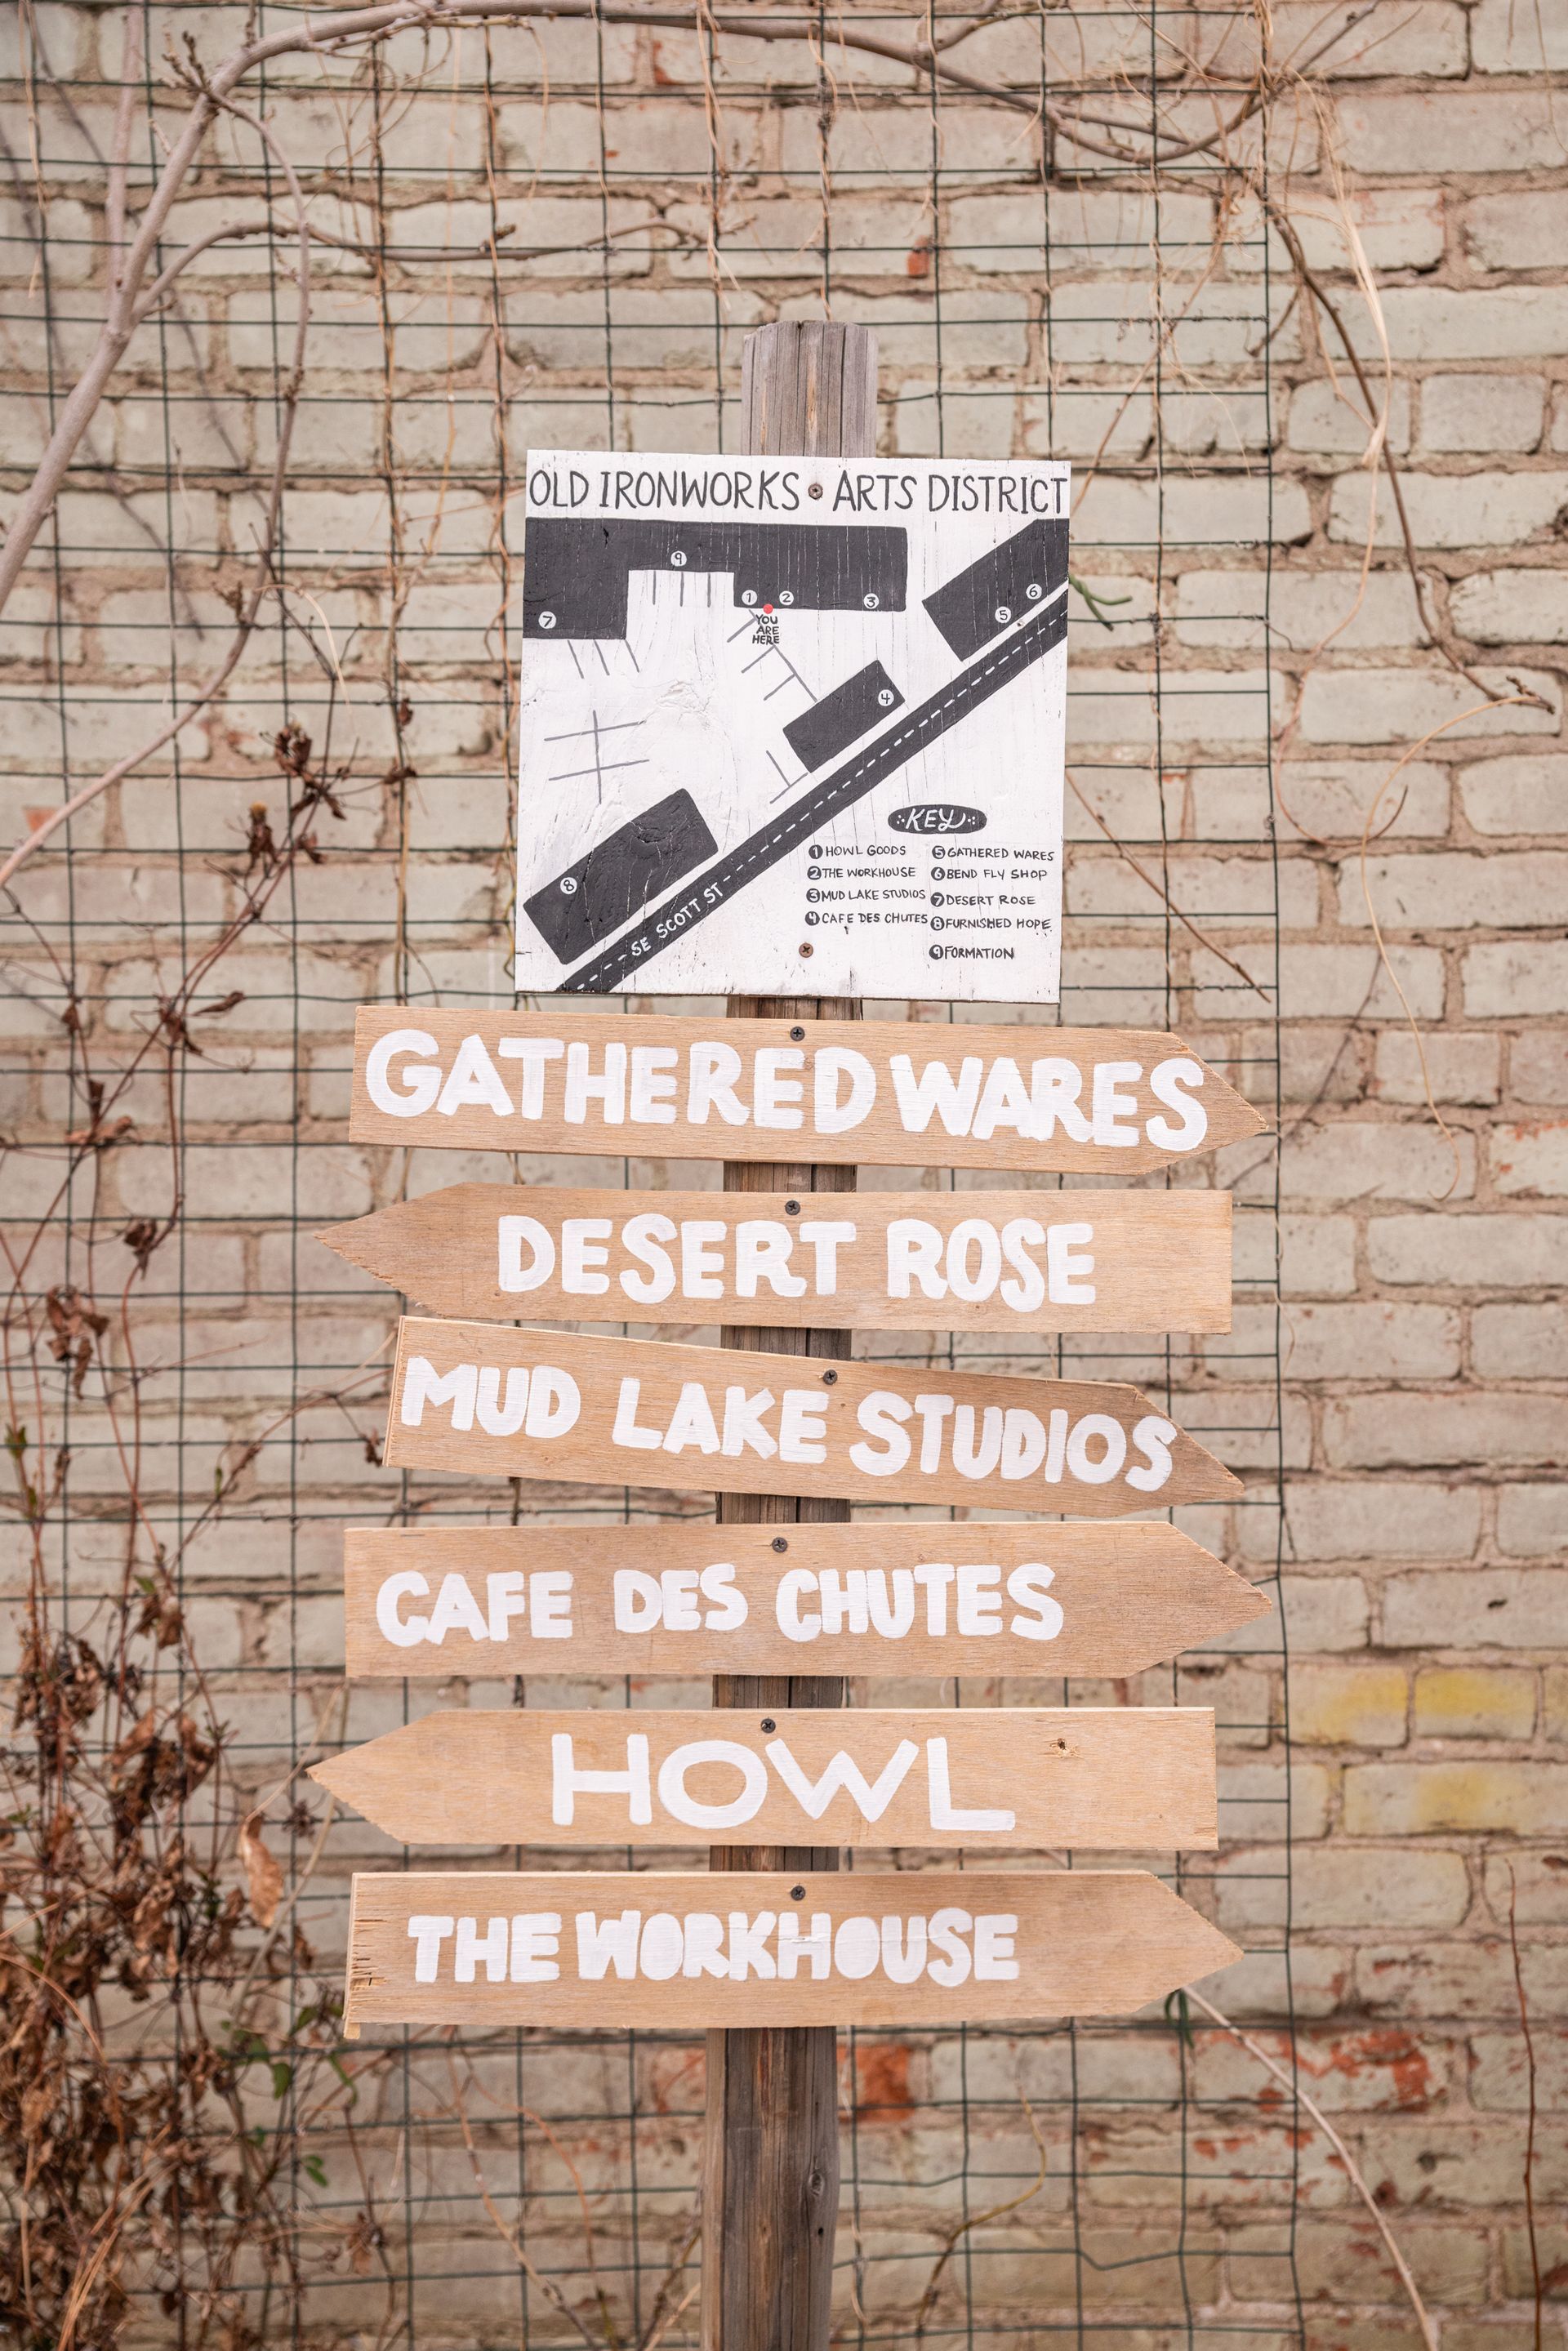 OLD IRONWORKS ARTS DISTRICT
9
1 2 3
7
YOU
ARE
HERE
6
5
4
8
SE SCOTT ST
KEY
1 HOWL GOODS
2 THE WORKHOUSE
3 MUD LAKE STUDIOS
4 CAFE DES CHUTES
5 GATHERED WARES
6 BEND FLY SHOP
7 DESERT ROSE
8 FURNISHED HOPE
9 FORMATION
GATHERED WARES
DESERT ROSE
MUD LAKE STUDIOS
CAFE DES CHUTES
HOWL
THE WORKHOUSE